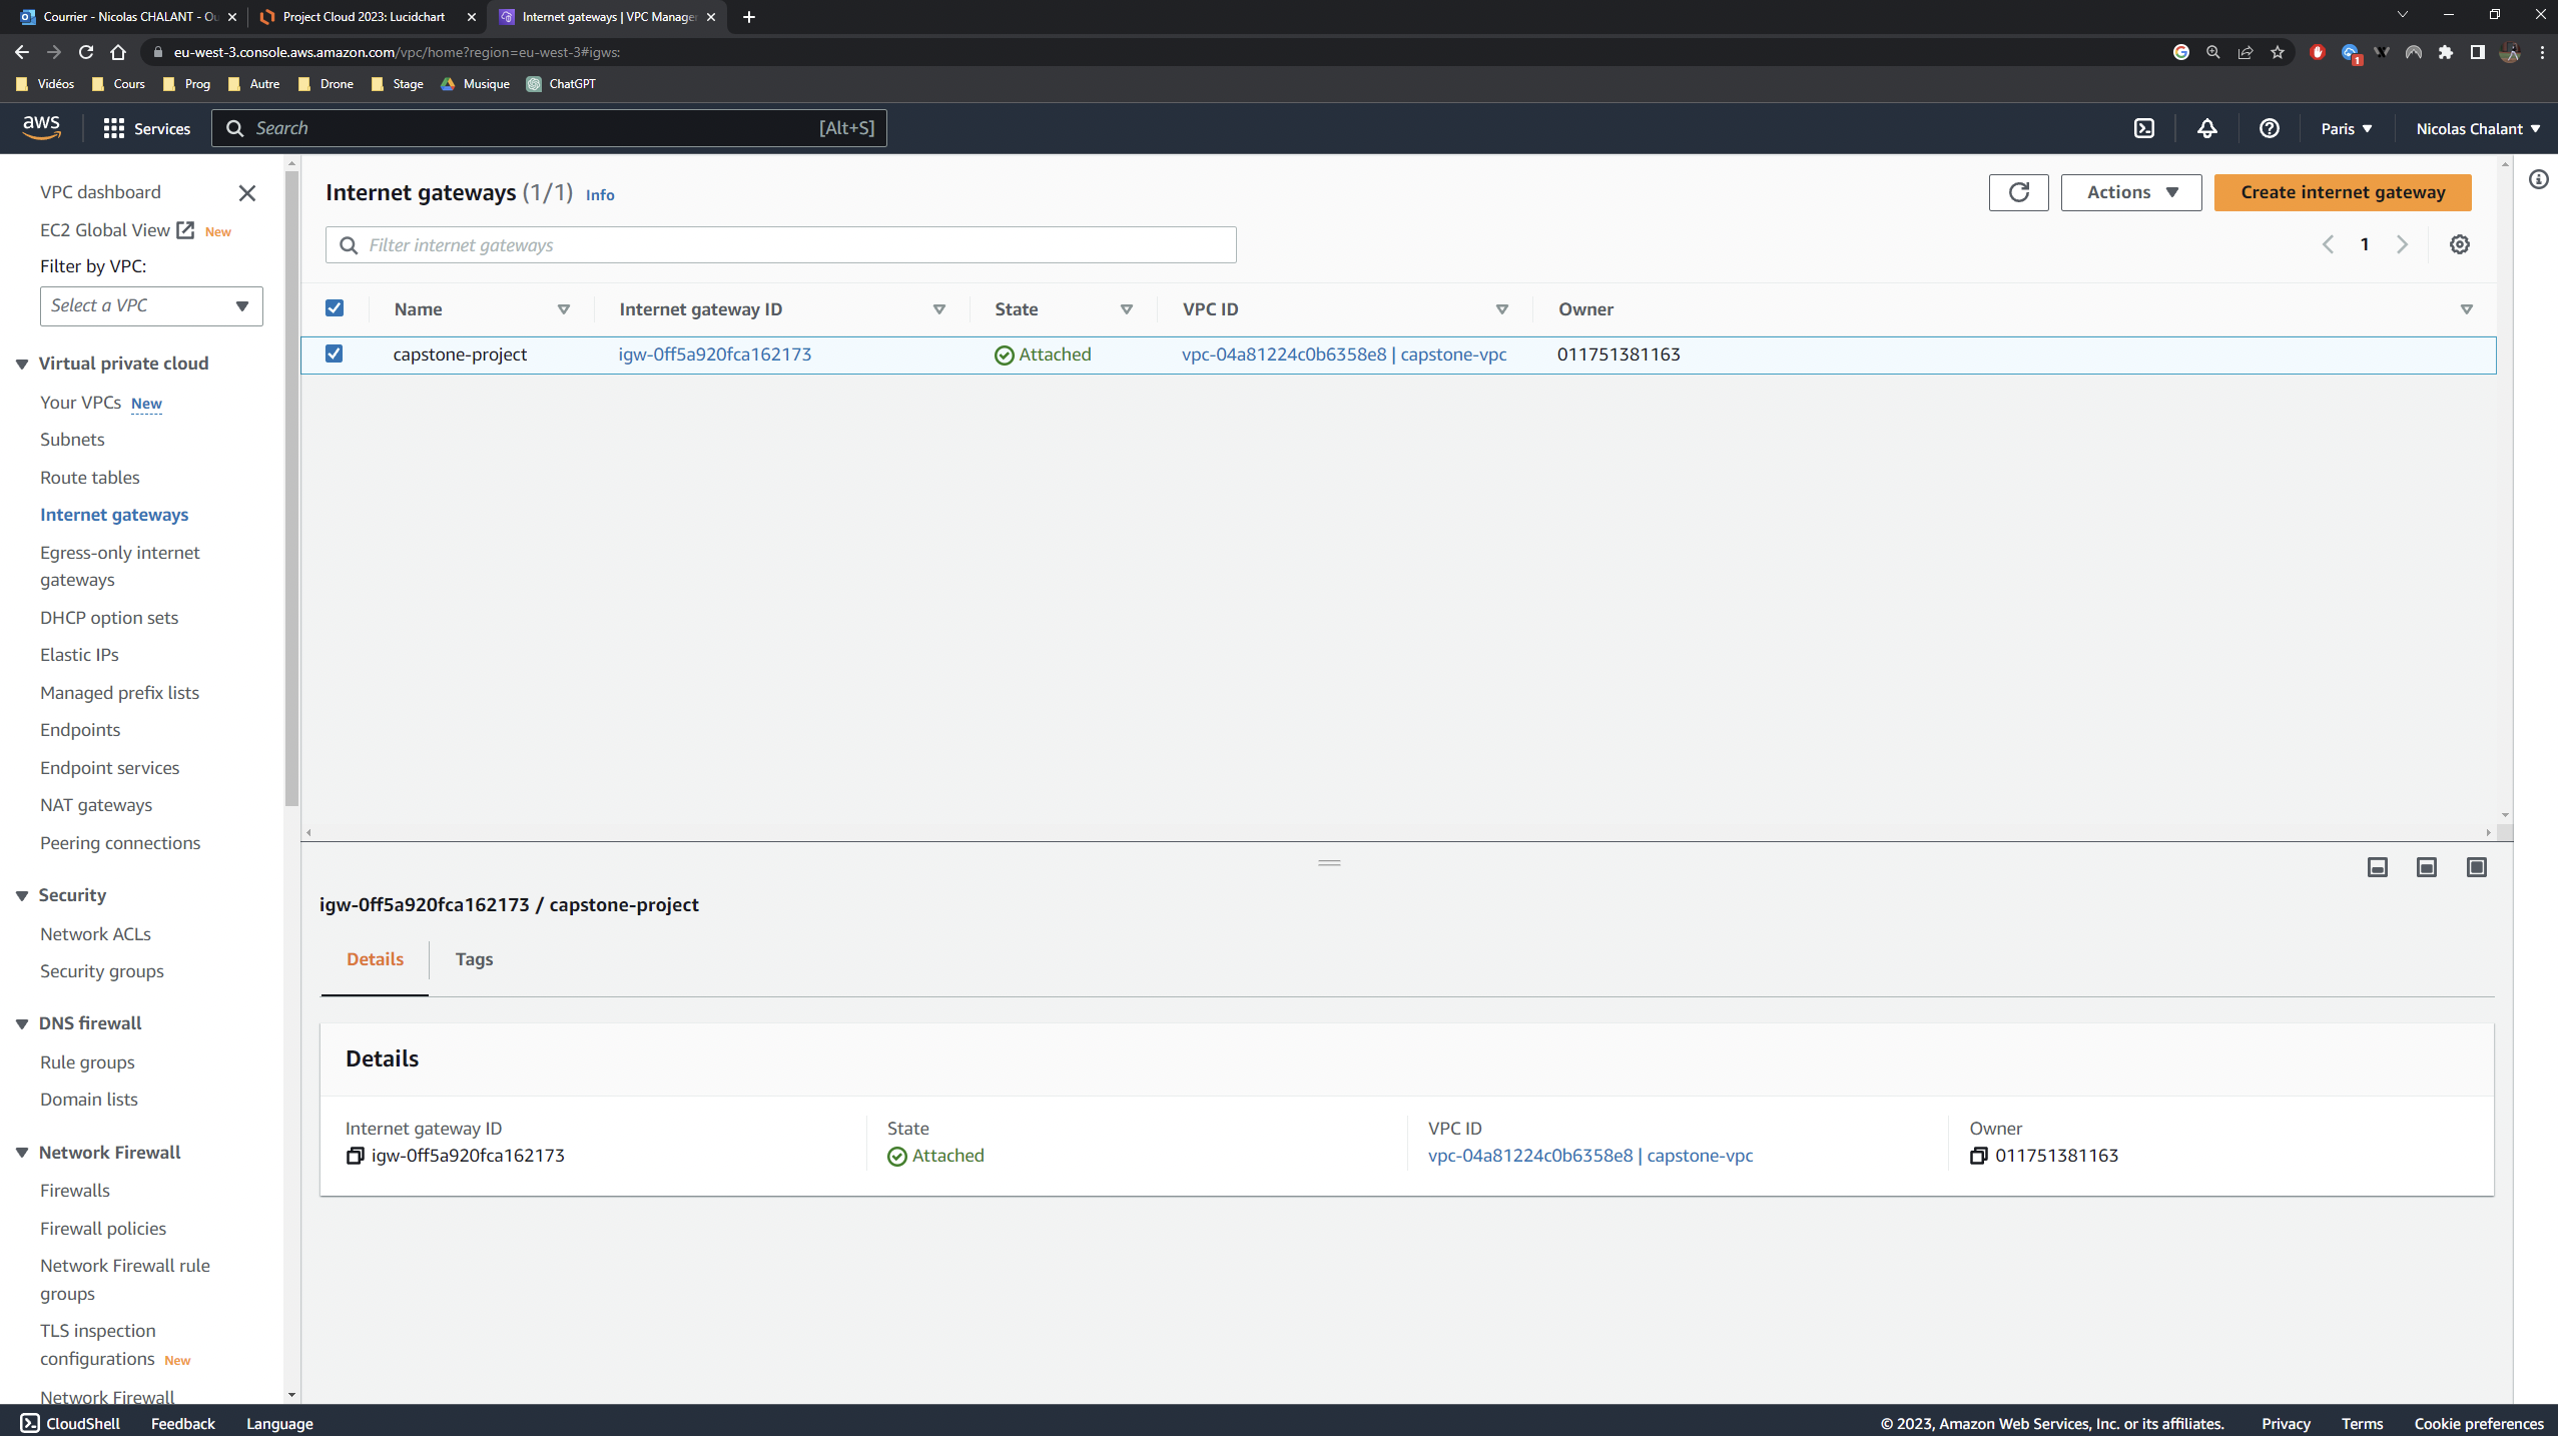 Courrier - Nicolas CHALANT - Ou
Project Cloud 2023: Lucidchart
Internet gateways | VPC Manage
eu-west-3.console.aws.amazon.com/vpc/home?region=eu-west-3#igws:
1
Vidéos
Cours
Prog
Autre
Drone
Stage
Musique
ChatGPT
aws
Services
Search
[Alt+S]
Paris
Nicolas Chalant
VPC dashboard
EC2 Global View New
Filter by VPC:
Select a VPC
Virtual private cloud
Your VPCs New
Subnets
Route tables
Internet gateways
Egress-only internet
gateways
DHCP option sets
Elastic IPs
Managed prefix lists
Endpoints
Endpoint services
NAT gateways
Peering connections
Security
Network ACLs
Security groups
DNS firewall
Rule groups
Domain lists
Network Firewall
Firewalls
Firewall policies
Network Firewall rule
groups
TLS inspection
configurations New
Network Firewall
Internet gateways (1/1) Info
Actions
Create internet gateway
Filter internet gateways
1
Name
Internet gateway ID
State
VPC ID
Owner
capstone-project
igw-0ff5a920fca162173
Attached
vpc-04a81224c0b6358e8 | capstone-vpc
011751381163
igw-0ff5a920fca162173 / capstone-project
Details
Tags
Details
Internet gateway ID
igw-0ff5a920fca162173
State
Attached
VPC ID
vpc-04a81224c0b6358e8 | capstone-vpc
Owner
011751381163
CloudShell
Feedback
Language
© 2023, Amazon Web Services, Inc. or its affiliates.
Privacy
Terms
Cookie preferences